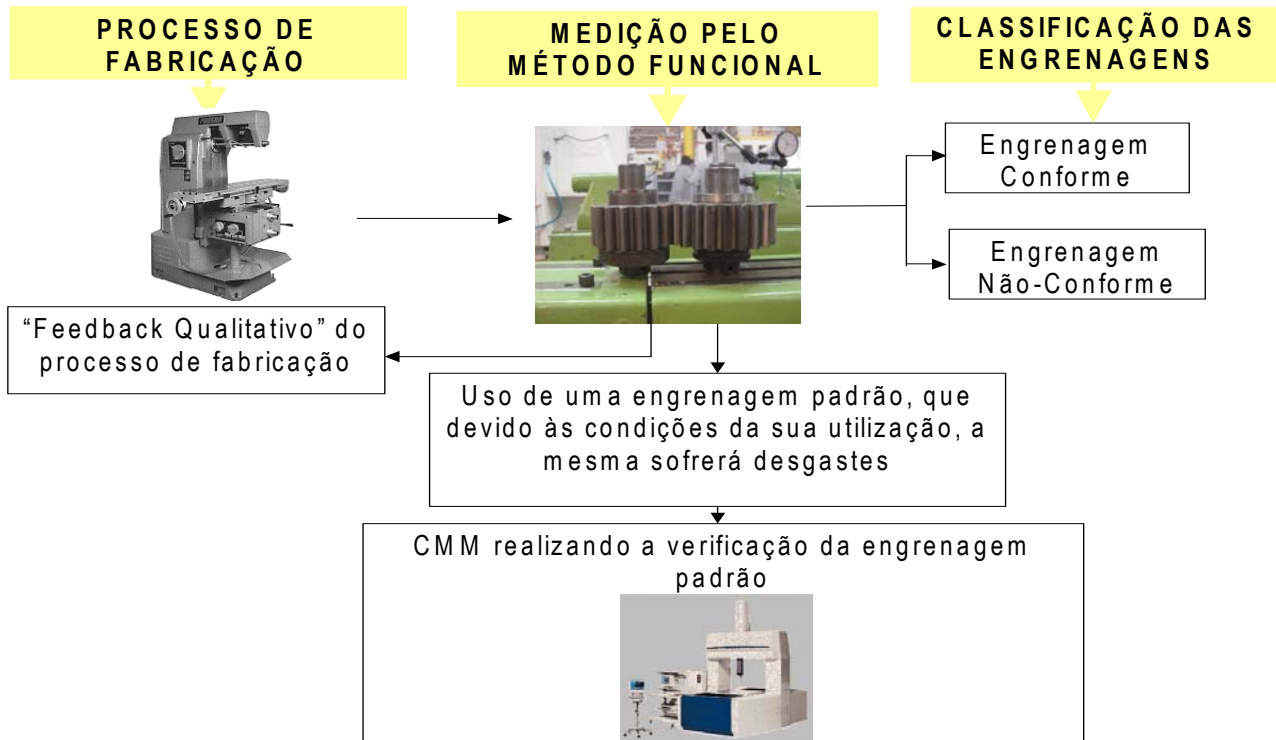 PROCESSO DE
FABRICAÇÃO
MEDIÇÃO PELO
MÉTODO FUNCIONAL
CLASSIFICAÇÃO DAS
ENGRENAGENS
Engrenagem
Conforme
Engrenagem
Não-Conforme
“Feedback Qualitativo” do
processo de fabricação
Uso de uma engrenagem padrão, que
devido às condições da sua utilização, a
mesma sofrerá desgastes
CMM realizando a verificação da engrenagem
padrão